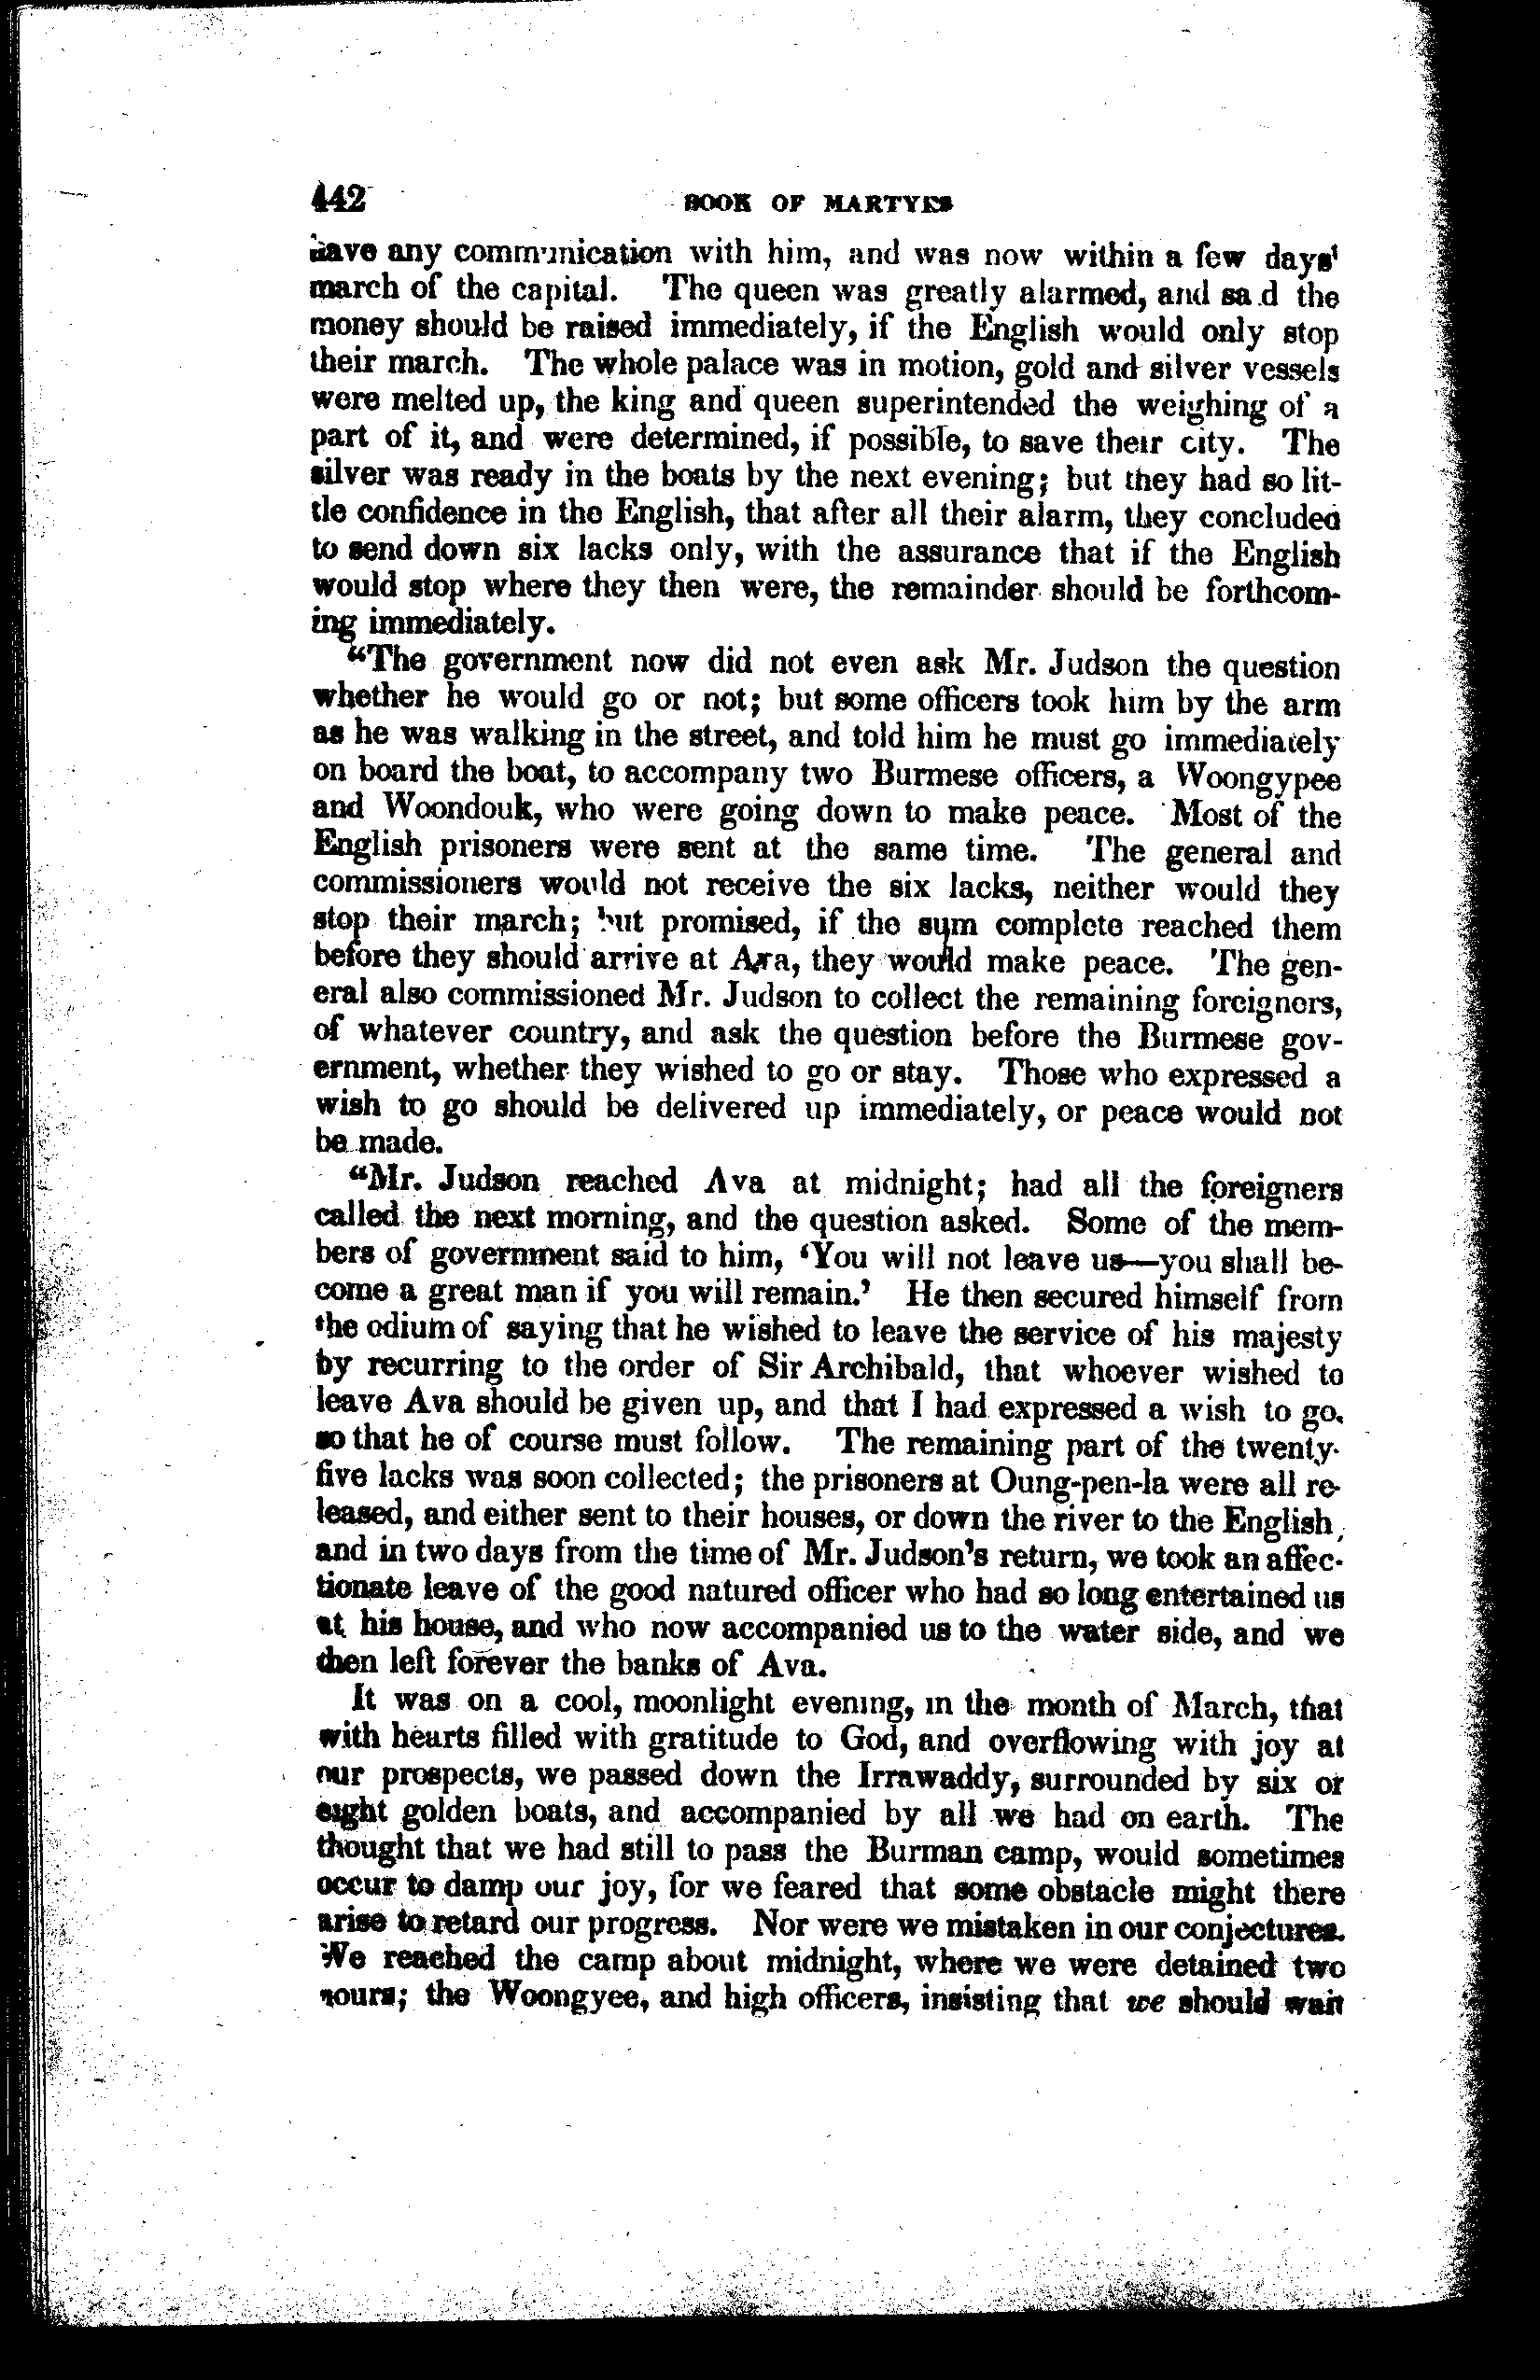 442 BOOK OF MARTYRS
have any communication with him, and was now within a few days'
march of the capital. The queen was greatly alarmed, and said the
money should be raised immediately, if the English would only stop
their march. The whole palace was in motion, gold and silver vessels
were melted up, the king and queen superintended the weighing of a
part of it, and were determined, if possible, to save their city. The
silver was ready in the boats by the next evening; but they had so lit-
tle confidence in the English, that after all their alarm, they concluded
to send down six lacks only, with the assurance that if the English
would stop where they then were, the remainder should be forthcom-
ing immediately.
"The government now did not even ask Mr. Judson the question
whether he would go or not; but some officers took him by the arm
as he was walking in the street, and told him he must go immediately
on board the boat, to accompany two Burmese officers, a Woongypee
and Woondouk, who were going down to make peace. Most of the
English prisoners were sent at the same time. The general and
commissioners would not receive the six lacks, neither would they
stop their march; but promised, if the sum complete reached them
before they should arrive at Ava, they would make peace. The gen-
eral also commissioned Mr. Judson to collect the remaining foreigners,
of whatever country, and ask the question before the Burmese gov-
ernment, whether they wished to go or stay. Those who expressed a
wish to go should be delivered up immediately, or peace would not
be made.
"Mr. Judson reached Ava at midnight; had all the foreigners
called the next morning, and the question asked. Some of the mem-
bers of government said to him, 'You will not leave us—you shall be-
come a great man if you will remain.' He then secured himself from
the odium of saying that he wished to leave the service of his majesty
by recurring to the order of Sir Archibald, that whoever wished to
leave Ava should be given up, and that I had expressed a wish to go,
so that he of course must follow. The remaining part of the twenty-
five lacks was soon collected; the prisoners at Oung-pen-la were all re-
leased, and either sent to their houses, or down the river to the English,
and in two days from the time of Mr. Judson's return, we took an affec-
tionate leave of the good natured officer who had so long entertained us
at his house, and who now accompanied us to the water side, and we
then left forever the banks of Ava.
It was on a cool, moonlight evening, in the month of March, that
with hearts filled with gratitude to God, and overflowing with joy at
our prospects, we passed down the Irrawaddy, surrounded by six or
eight golden boats, and accompanied by all we had on earth. The
thought that we had still to pass the Burman camp, would sometimes
occur to damp our joy, for we feared that some obstacle might there
arise to retard our progress. Nor were we mistaken in our conjectures.
We reached the camp about midnight, where we were detained two
hours; the Woongyee, and high officers, insisting that we should wait